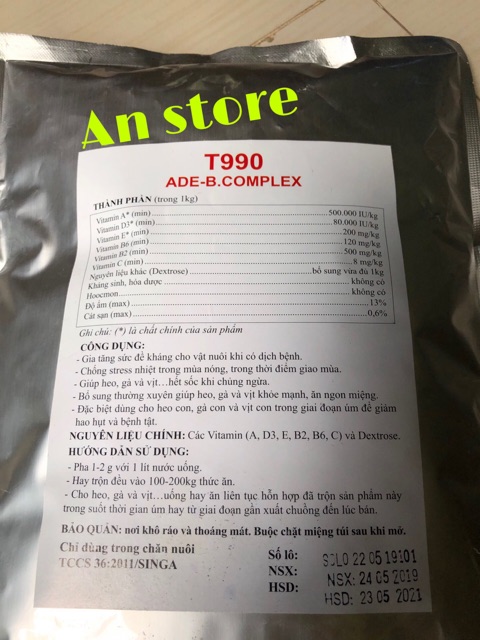 An store
T990
ADE-B.COMPLEX
THÀNH PHẦN (trong 1kg)
Vitamin A* (min) 500.000 IU/kg
Vitamin D3* (min) 80.000 IU/kg
Vitamin E* (min) 200 mg/kg
Vitamin B6 (min) 120 mg/kg
Vitamin B2 (min) 500 mg/kg
Vitamin C (min) 8 mg/kg
Nguyên liệu khác (Dextrose) bổ sung vừa đủ 1kg
Kháng sinh, hóa dược không có
Hoocmon không có
Độ ẩm (max) 13%
Cát sạn (max) 0,6%
Ghi chú: (*) là chất chính của sản phẩm
CÔNG DỤNG:
- Gia tăng sức đề kháng cho vật nuôi khi có dịch bệnh.
- Chống stress nhiệt trong mùa nóng, trong thời điểm giao mùa.
- Giúp heo, gà và vịt...hết sốc khi chủng ngừa.
- Bổ sung thường xuyên giúp heo, gà và vịt khỏe mạnh, ăn ngon miệng.
- Đặc biệt dùng cho heo con, gà con và vịt con trong giai đoạn úm để giảm
hao hụt và bệnh tật.
NGUYÊN LIỆU CHÍNH: Các Vitamin (A, D3, E, B2, B6, C) và Dextrose.
HƯỚNG DẪN SỬ DỤNG:
- Pha 1-2 g với 1 lít nước uống.
- Hay trộn đều vào 100-200kg thức ăn.
- Cho heo, gà và vịt...uống hay ăn liên tục hỗn hợp đã trộn sản phẩm này
trong suốt thời gian úm hay từ giai đoạn gần xuất chuồng đến lúc bán.
BẢO QUẢN: nơi khô ráo và thoáng mát. Buộc chặt miệng túi sau khi mở.
Chỉ dùng trong chăn nuôi
TCCS 36:2011/SINGA
Số lô: 22 05 19101
NSX: NSX: 24 05 2019
HSD: HSD: 23 05 2021